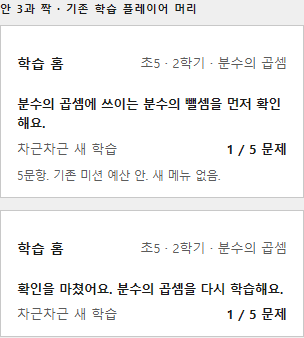 안 3과 짝 · 기존 학습 플레이어 머리
학습 홈 초5 · 2학기 · 분수의 곱셈
분수의 곱셈에 쓰이는 분수의 뺄셈을 먼저 확인
해요.
차근차근 새 학습 1 / 5 문제
5문항. 기존 미션 예산 안. 새 메뉴 없음.
학습 홈 초5 · 2학기 · 분수의 곱셈
확인을 마쳤어요. 분수의 곱셈을 다시 학습해요.
차근차근 새 학습 1 / 5 문제